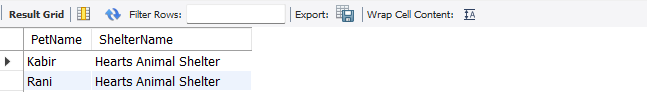 Result Grid Filter Rows: Export: Wrap Cell Content:
PetName ShelterName
Kabir Hearts Animal Shelter
Rani Hearts Animal Shelter